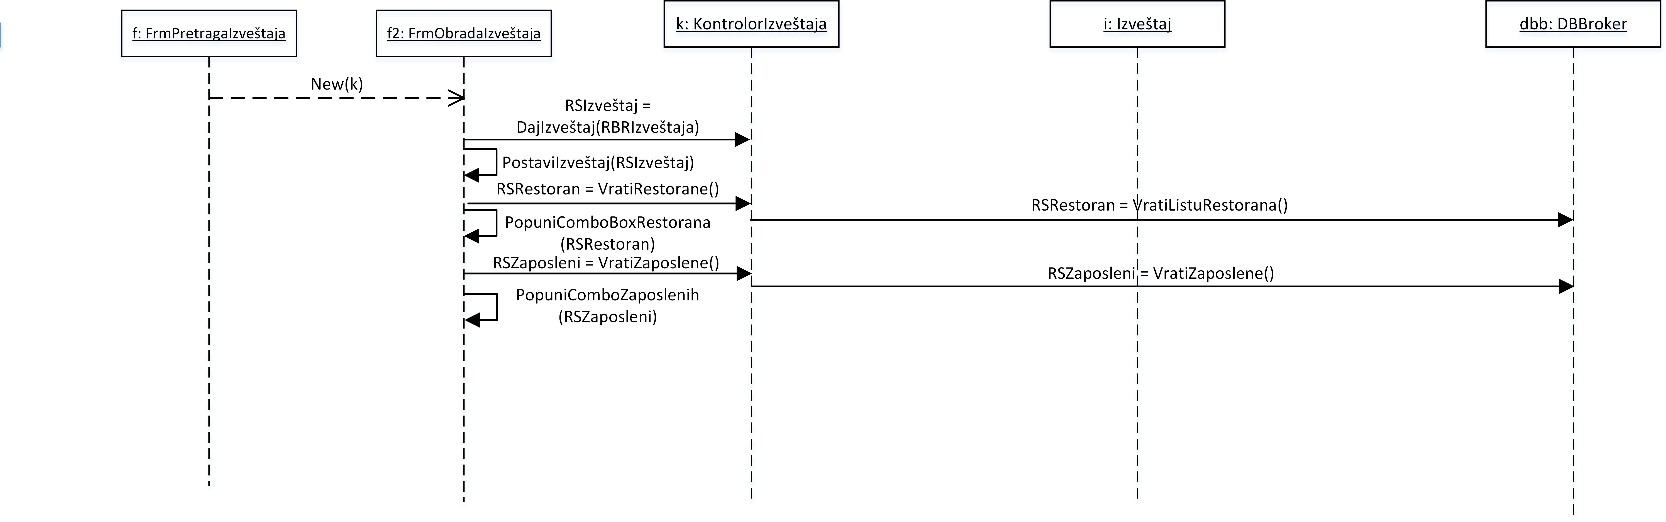 f: FrmPretragaIzveštaja
f2: FrmObradaIzveštaja
k: KontrolorIzveštaja
i: Izveštaj
dbb: DBBroker
New(k)
RSIzveštaj =
DajIzveštaj(RBRIzveštaja)
PostaviIzveštaj(RSIzveštaj)
RSRestoran = VratiRestorane()
RSRestoran = VratiListuRestorana()
PopuniComboBoxRestorana
(RSRestoran)
RSZaposleni = VratiZaposlene()
RSZaposleni = VratiZaposlene()
PopuniComboZaposlenih
(RSZaposleni)